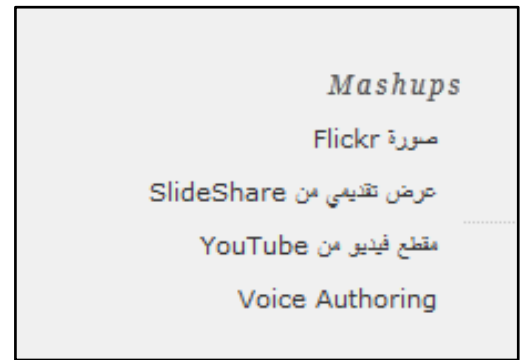 Mashups
صورة Flickr
عرض تقديمي من SlideShare
مقطع فيديو من YouTube
Voice Authoring